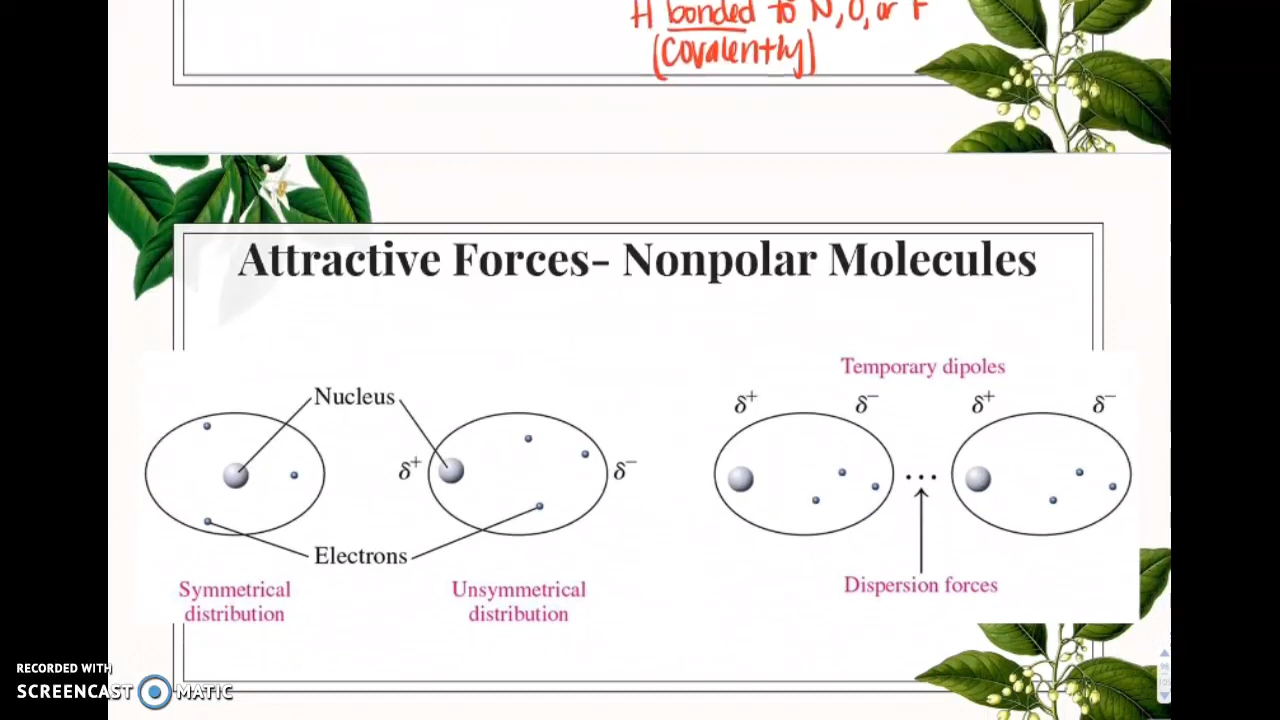 H bonded to N, O, or F
(Covalently)
Attractive Forces- Nonpolar Molecules
Temporary dipoles
Nucleus
δ+ δ− δ+ δ−
δ+ δ−
Electrons
Symmetrical
distribution
Unsymmetrical
distribution
Dispersion forces
RECORDED WITH
SCREENCAST MATIC